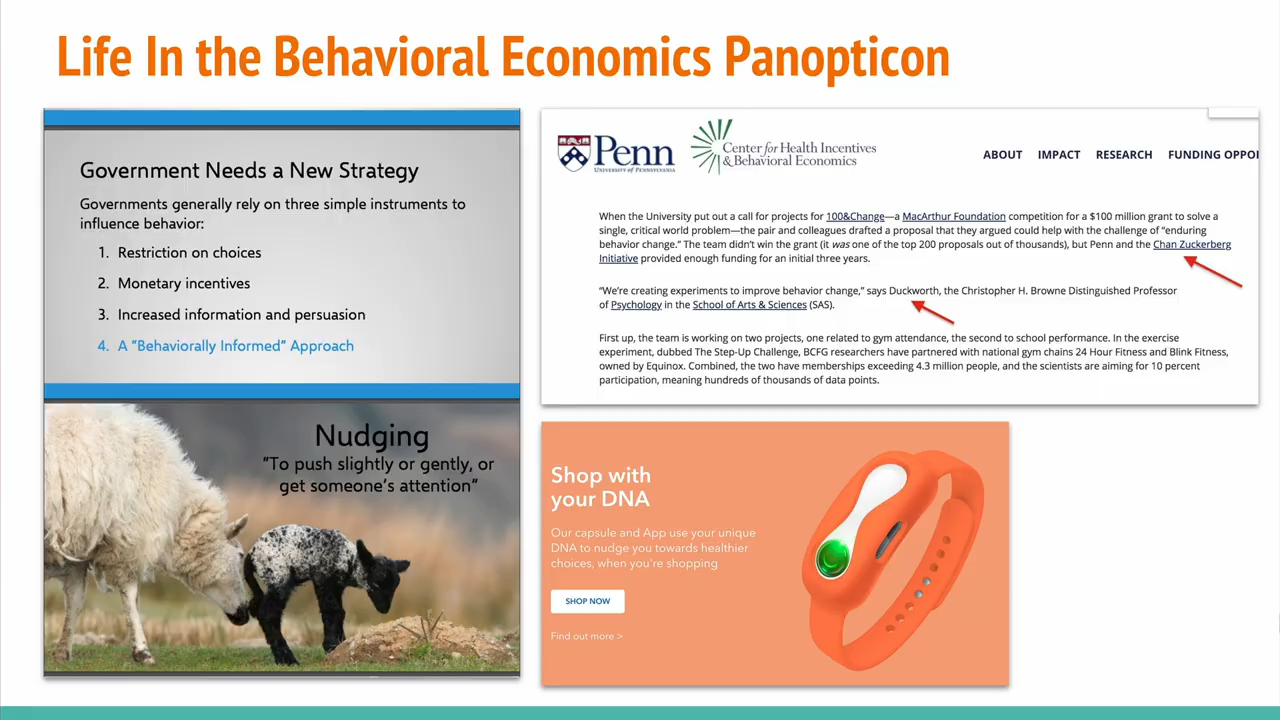 Life In the Behavioral Economics Panopticon
Government Needs a New Strategy
Governments generally rely on three simple instruments to
influence behavior:
1. Restriction on choices
2. Monetary incentives
3. Increased information and persuasion
4. A "Behaviorally Informed" Approach
Nudging
"To push slightly or gently, or
get someone's attention"
Penn
UNIVERSITY OF PENNSYLVANIA
Center for Health Incentives
& Behavioral Economics
ABOUT IMPACT RESEARCH FUNDING OPPOI
When the University put out a call for projects for 100&Change—a MacArthur Foundation competition for a $100 million grant to solve a
single, critical world problem—the pair and colleagues drafted a proposal that they argued could help with the challenge of "enduring
behavior change." The team didn't win the grant (it was one of the top 200 proposals out of thousands), but Penn and the Chan Zuckerberg
Initiative provided enough funding for an initial three years.
"We're creating experiments to improve behavior change," says Duckworth, the Christopher H. Browne Distinguished Professor
of Psychology in the School of Arts & Sciences (SAS).
First up, the team is working on two projects, one related to gym attendance, the second to school performance. In the exercise
experiment, dubbed The Step-Up Challenge, BCFG researchers have partnered with national gym chains 24 Hour Fitness and Blink Fitness,
owned by Equinox. Combined, the two have memberships exceeding 4.3 million people, and the scientists are aiming for 10 percent
participation, meaning hundreds of thousands of data points.
Shop with
your DNA
Our capsule and App use your unique
DNA to nudge you towards healthier
choices, when you're shopping
SHOP NOW
Find out more >